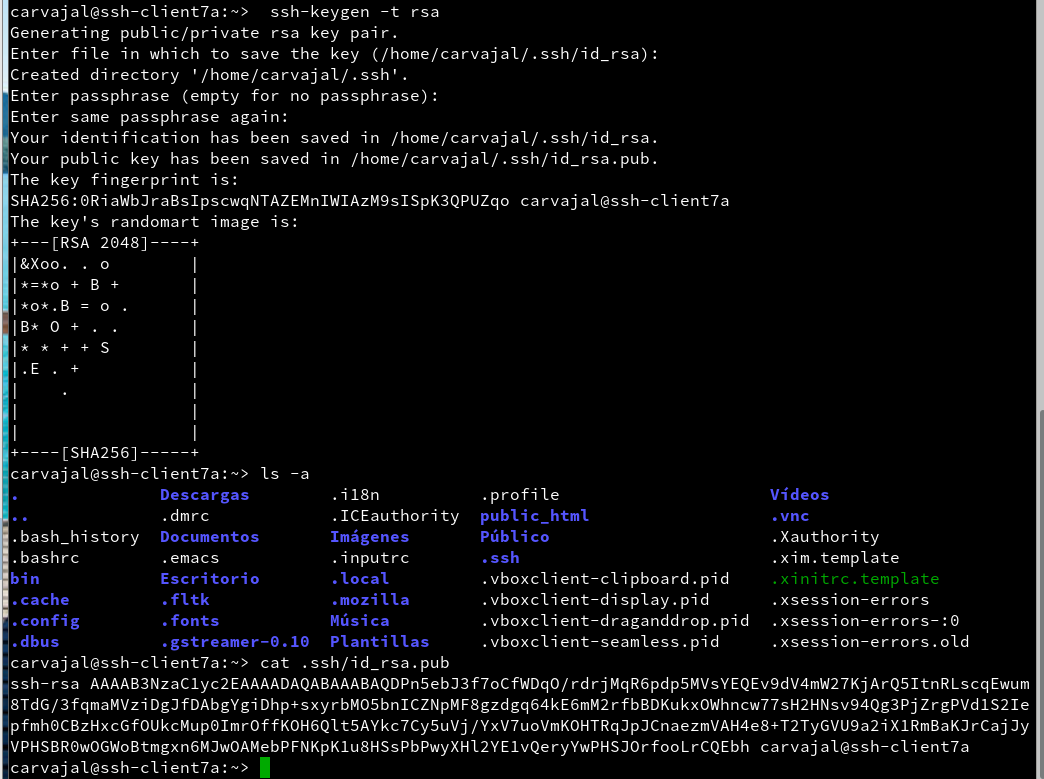 carvajal@ssh-client7a:~>  ssh-keygen -t rsa
Generating public/private rsa key pair.
Enter file in which to save the key (/home/carvajal/.ssh/id_rsa):
Created directory '/home/carvajal/.ssh'.
Enter passphrase (empty for no passphrase):
Enter same passphrase again:
Your identification has been saved in /home/carvajal/.ssh/id_rsa.
Your public key has been saved in /home/carvajal/.ssh/id_rsa.pub.
The key fingerprint is:
SHA256:0RiaWbJraBsIpscwqNTAZEMnIWIAzM9sISpK3QPUZqo carvajal@ssh-client7a
The key's randomart image is:
+---[RSA 2048]----+
|&Xoo. . o        |
|*=*o + B +       |
|*o*.B = o .      |
|B* O + . .       |
|* * + + S        |
|.E . +           |
|    .            |
|                 |
|                 |
+----[SHA256]-----+
carvajal@ssh-client7a:~> ls -a
.              Descargas        .i18n          .profile                     Vídeos
..             .dmrc            .ICEauthority  public_html                  .vnc
.bash_history  Documentos       Imágenes       Público                      .Xauthority
.bashrc        .emacs           .inputrc       .ssh                         .xim.template
bin            Escritorio       .local         .vboxclient-clipboard.pid    .xinitrc.template
.cache         .fltk            .mozilla       .vboxclient-display.pid      .xsession-errors
.config        .fonts           Música         .vboxclient-draganddrop.pid  .xsession-errors-:0
.dbus          .gstreamer-0.10  Plantillas     .vboxclient-seamless.pid     .xsession-errors.old
carvajal@ssh-client7a:~> cat .ssh/id_rsa.pub
ssh-rsa AAAAB3NzaC1yc2EAAAADAQABAAABAQDPn5ebJ3f7oCfWDqO/rdrjMqR6pdp5MVsYEQEv9dV4mW27KjArQ5ItnRLscqEwum
8TdG/3fqmaMVziDgJfDAbgYgiDhp+sxyrbMO5bnICZNpMF8gzdgq64kE6mM2rfbBDKukxOWhncw77sH2HNsv94Qg3PjZrgPVd1S2Ie
pfmh0CBzHxcGfOUkcMup0ImrOffKOH6Qlt5AYkc7Cy5uVj/YxV7uoVmKOHTRqJpJCnaezmVAH4e8+T2TyGVU9a2iX1RmBaKJrCajJy
VPHSBR0wOGWoBtmgxn6MJwOAMebPFNKpK1u8HSsPbPwyXHl2YE1vQeryYwPHSJOrfooLrCQEbh carvajal@ssh-client7a
carvajal@ssh-client7a:~>